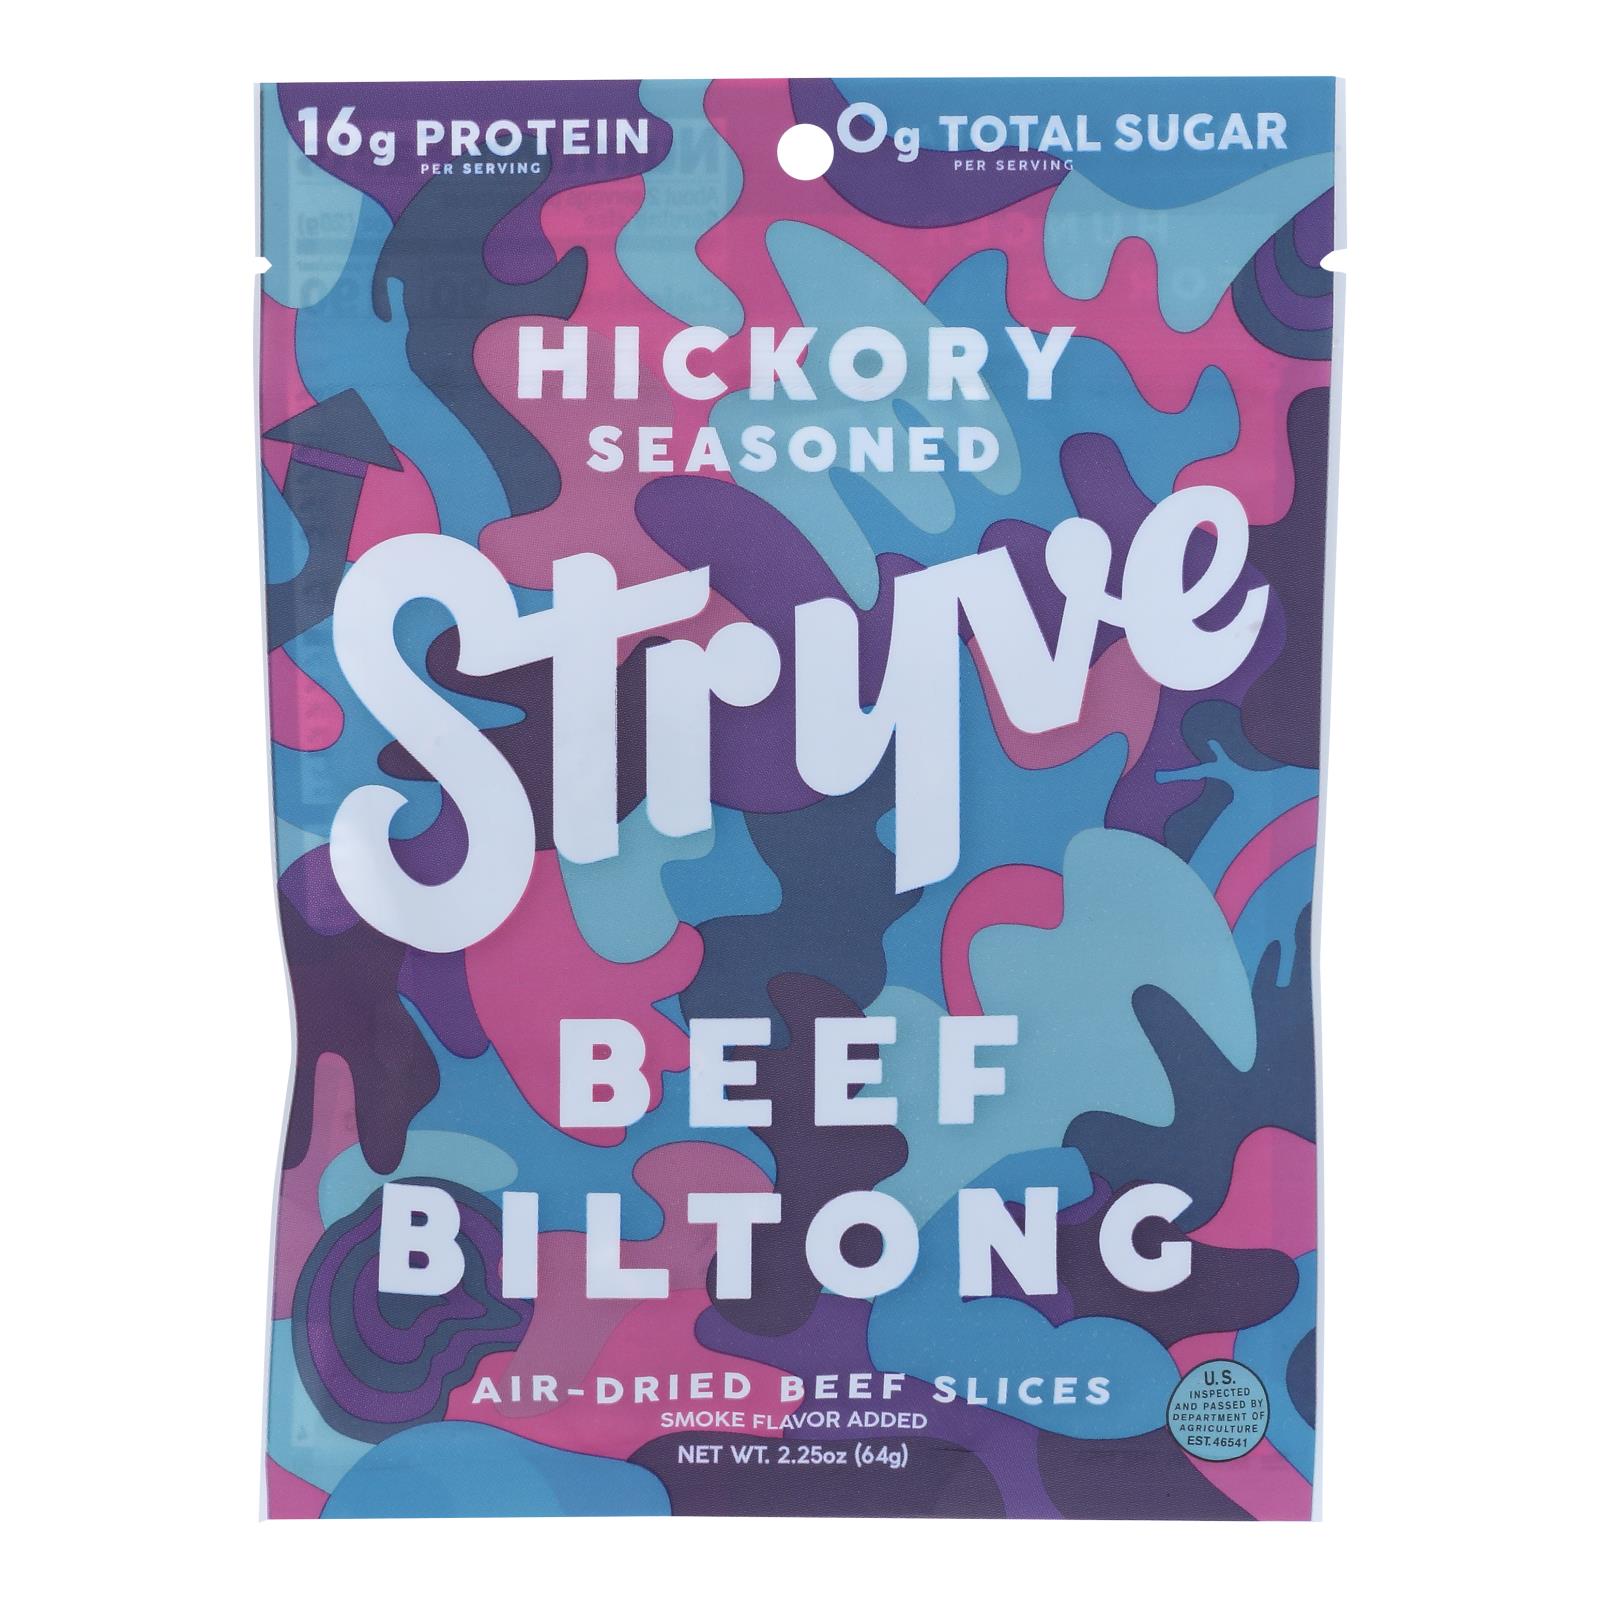 16g PROTEIN
PER SERVING
0g TOTAL SUGAR
PER SERVING
HICKORY
SEASONED
Stryve
BEEF
BILTONG
AIR-DRIED BEEF SLICES
SMOKE FLAVOR ADDED
NET WT. 2.25oz (64g)
U.S.
INSPECTED
AND PASSED BY
DEPARTMENT OF
AGRICULTURE
EST.46541